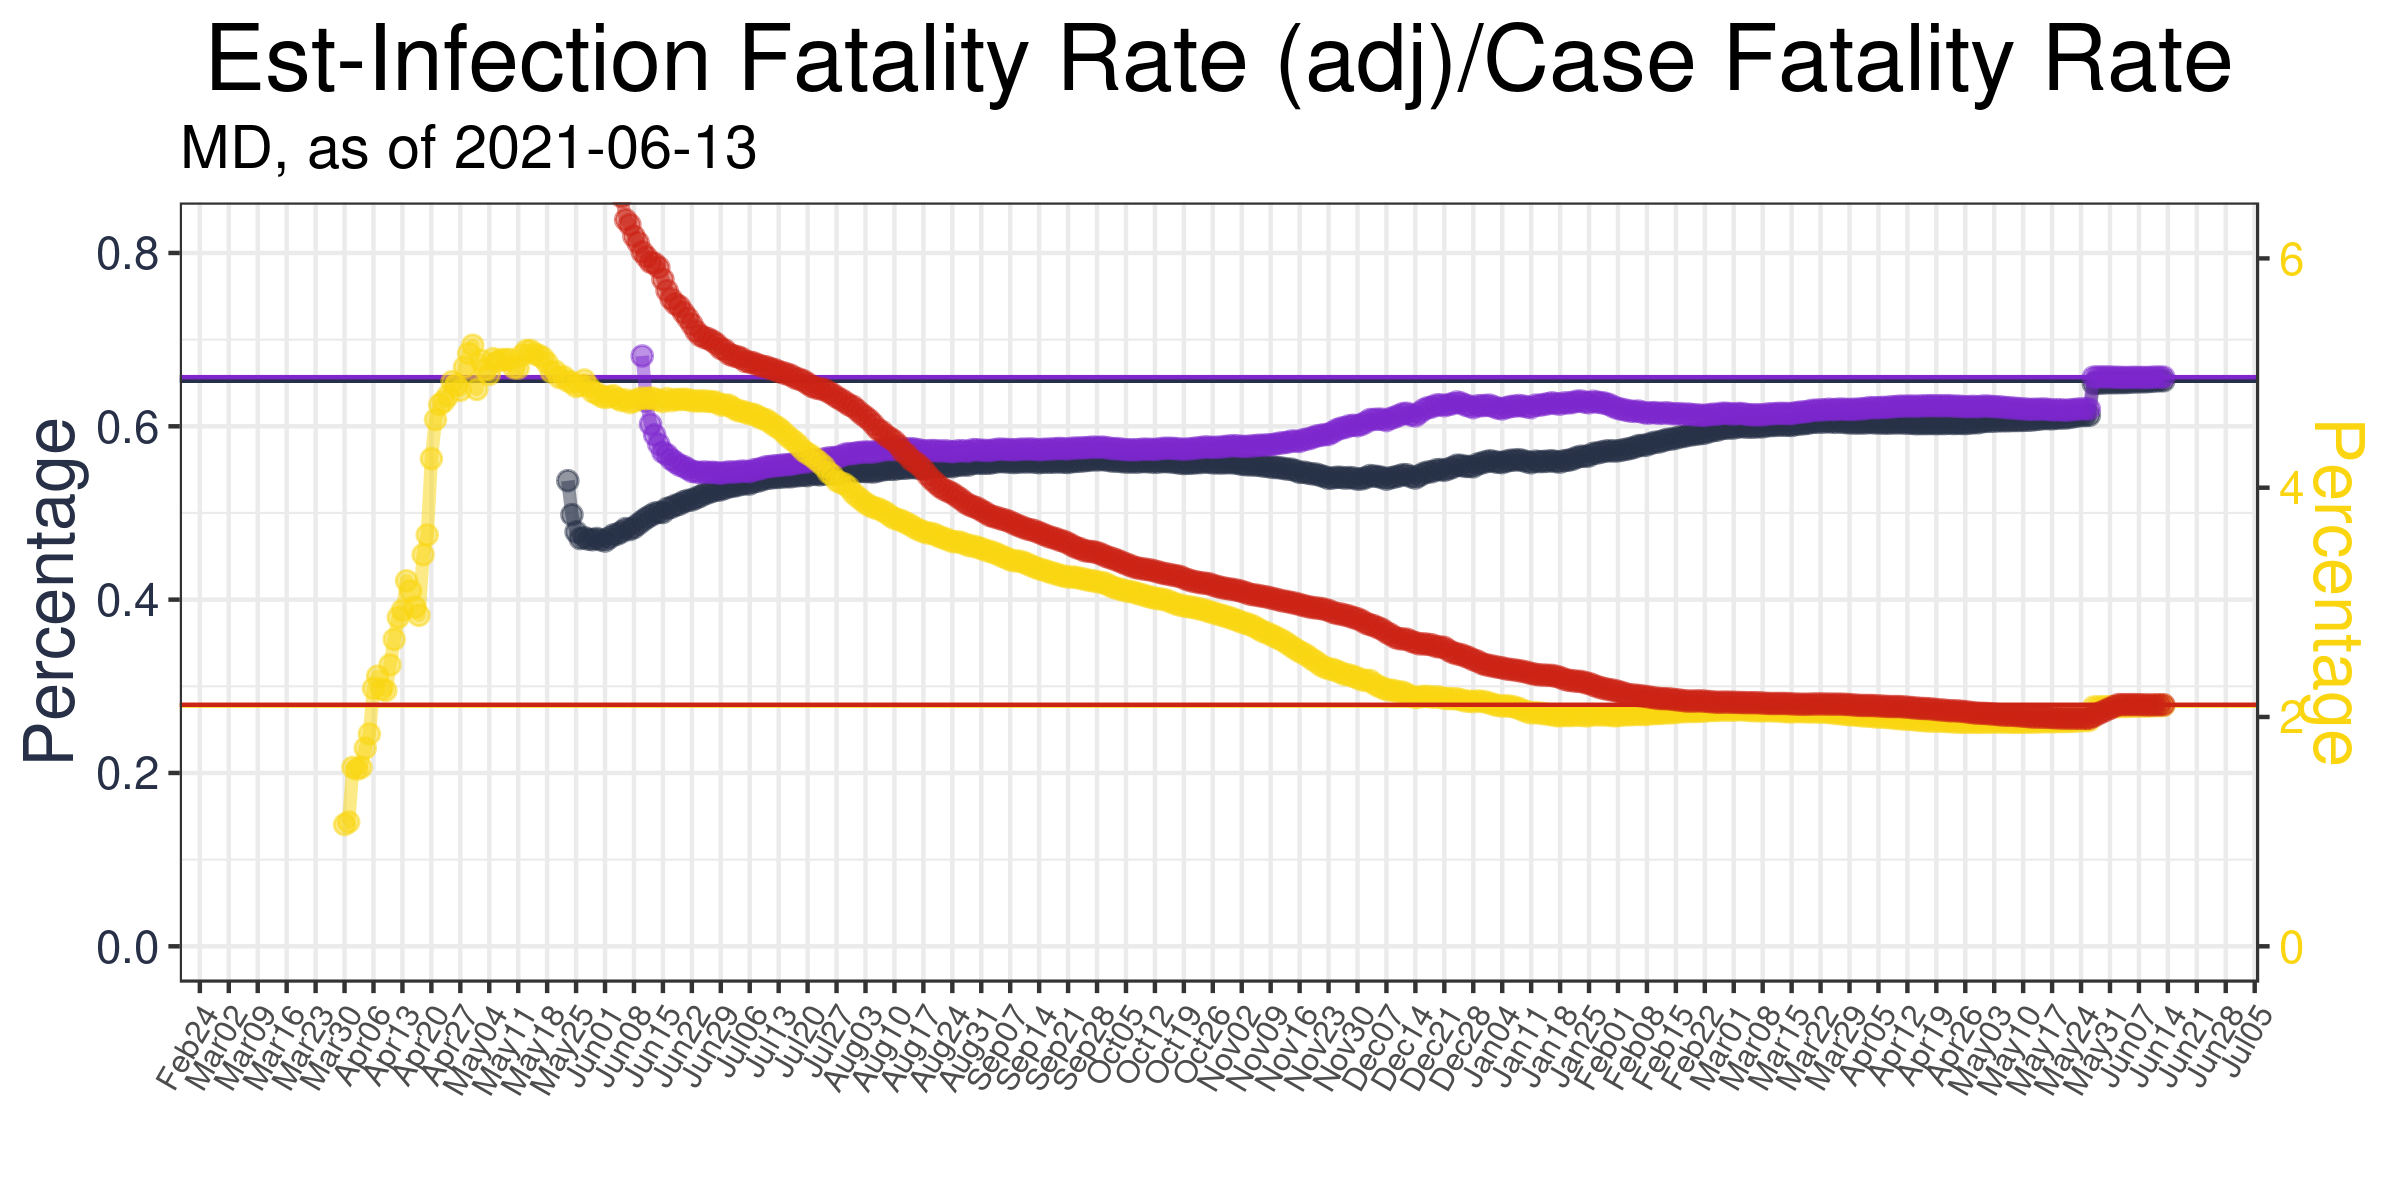 Est-Infection Fatality Rate (adj)/Case Fatality Rate
MD, as of 2021-06-13
Percentage
0.8
0.6
0.4
0.2
0.0
6
4
2
0
Percentage
Feb24
Mar02
Mar09
Mar16
Mar23
Mar30
Apr06
Apr13
Apr20
Apr27
May04
May11
May18
May25
Jun01
Jun08
Jun15
Jun22
Jun29
Jul06
Jul13
Jul20
Jul27
Aug03
Aug10
Aug17
Aug24
Aug31
Sep07
Sep14
Sep21
Sep28
Oct05
Oct12
Oct19
Oct26
Nov02
Nov09
Nov16
Nov23
Nov30
Dec07
Dec14
Dec21
Dec28
Jan04
Jan11
Jan18
Jan25
Feb01
Feb08
Feb15
Feb22
Mar01
Mar08
Mar15
Mar22
Mar29
Apr05
Apr12
Apr19
Apr26
May03
May10
May17
May24
May31
Jun07
Jun14
Jun21
Jun28
Jul05